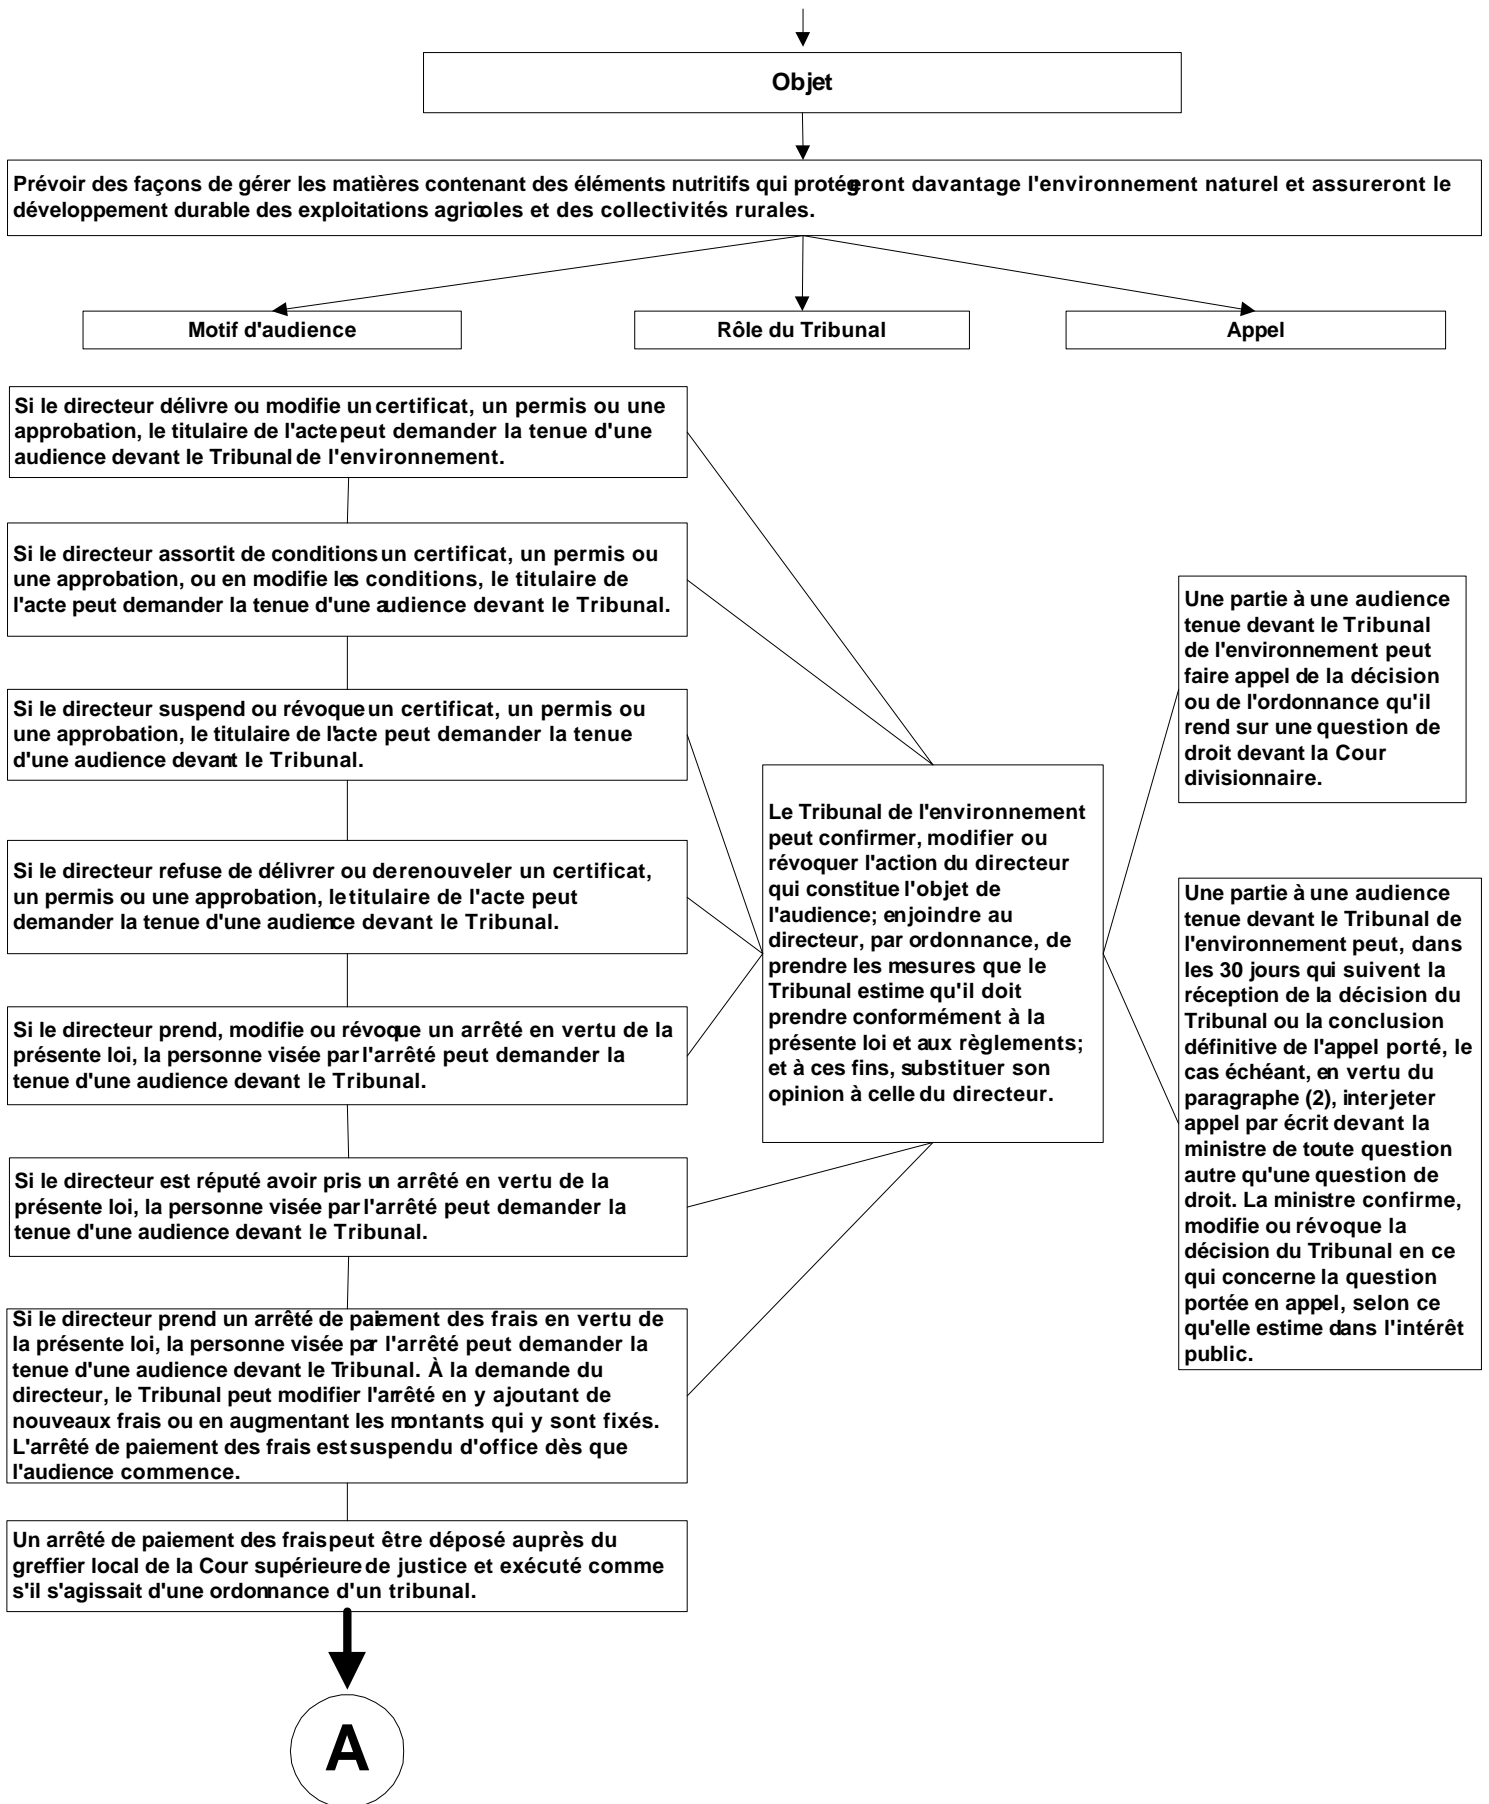 Objet
Prévoir des façons de gérer les matières contenant des éléments nutritifs qui protégeront davantage l'environnement naturel et assureront le
développement durable des exploitations agricoles et des collectivités rurales.
Motif d'audience
Rôle du Tribunal
Appel
Si le directeur délivre ou modifie un certificat, un permis ou une
approbation, le titulaire de l'acte peut demander la tenue d'une
audience devant le Tribunal de l'environnement.
Si le directeur assortit de conditions un certificat, un permis ou
une approbation, ou en modifie les conditions, le titulaire de
l'acte peut demander la tenue d'une audience devant le Tribunal.
Si le directeur suspend ou révoque un certificat, un permis ou
une approbation, le titulaire de l'acte peut demander la tenue
d'une audience devant le Tribunal.
Si le directeur refuse de délivrer ou de renouveler un certificat,
un permis ou une approbation, le titulaire de l'acte peut
demander la tenue d'une audience devant le Tribunal.
Si le directeur prend, modifie ou révoque un arrêté en vertu de la
présente loi, la personne visée par l'arrêté peut demander la
tenue d'une audience devant le Tribunal.
Si le directeur est réputé avoir pris un arrêté en vertu de la
présente loi, la personne visée par l'arrêté peut demander la
tenue d'une audience devant le Tribunal.
Si le directeur prend un arrêté de paiement des frais en vertu de
la présente loi, la personne visée par l'arrêté peut demander la
tenue d'une audience devant le Tribunal. À la demande du
directeur, le Tribunal peut modifier l'arrêté en y ajoutant de
nouveaux frais ou en augmentant les montants qui y sont fixés.
L'arrêté de paiement des frais est suspendu d'office dès que
l'audience commence.
Un arrêté de paiement des frais peut être déposé auprès du
greffier local de la Cour supérieure de justice et exécuté comme
s'il s'agissait d'une ordonnance d'un tribunal.
A
Le Tribunal de l'environnement
peut confirmer, modifier ou
révoquer l'action du directeur
qui constitue l'objet de
l'audience; enjoindre au
directeur, par ordonnance, de
prendre les mesures que le
Tribunal estime qu'il doit
prendre conformément à la
présente loi et aux règlements;
et à ces fins, substituer son
opinion à celle du directeur.
Une partie à une audience
tenue devant le Tribunal
de l'environnement peut
faire appel de la décision
ou de l'ordonnance qu'il
rend sur une question de
droit devant la Cour
divisionnaire.
Une partie à une audience
tenue devant le Tribunal de
l'environnement peut, dans
les 30 jours qui suivent la
réception de la décision du
Tribunal ou la conclusion
définitive de l'appel porté, le
cas échéant, en vertu du
paragraphe (2), interjeter
appel par écrit devant la
ministre de toute question
autre qu'une question de
droit. La ministre confirme,
modifie ou révoque la
décision du Tribunal en ce
qui concerne la question
portée en appel, selon ce
qu'elle estime dans l'intérêt
public.